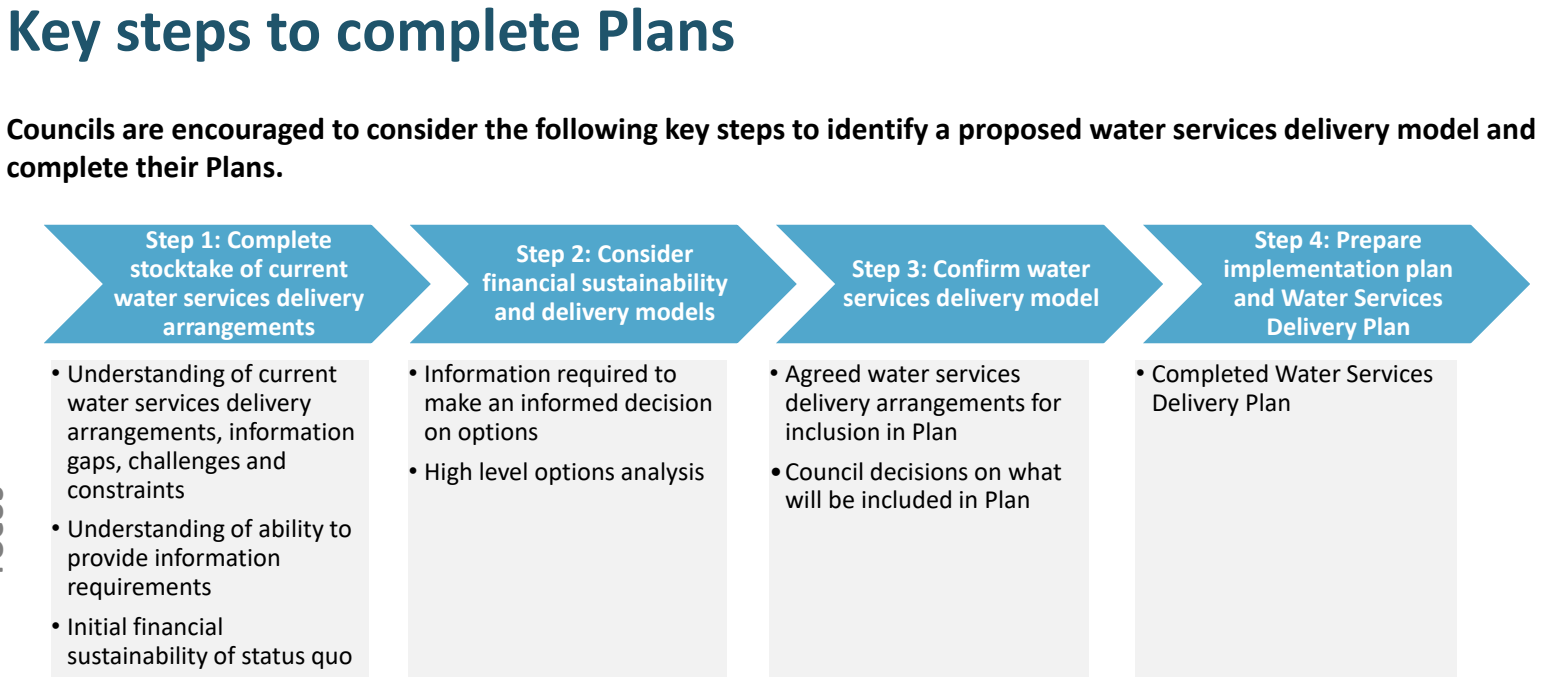 Key steps to complete Plans
Councils are encouraged to consider the following key steps to identify a proposed water services delivery model and
complete their Plans.
Step 1: Complete
stocktake of current
water services delivery
arrangements
Step 2: Consider
financial sustainability
and delivery models
Step 3: Confirm water
services delivery model
Step 4: Prepare
implementation plan
and Water Services
Delivery Plan
• Understanding of current
water services delivery
arrangements, information
gaps, challenges and
constraints
• Understanding of ability to
provide information
requirements
• Initial financial
sustainability of status quo
• Information required to
make an informed decision
on options
• High level options analysis
• Agreed water services
delivery arrangements for
inclusion in Plan
• Council decisions on what
will be included in Plan
• Completed Water Services
Delivery Plan